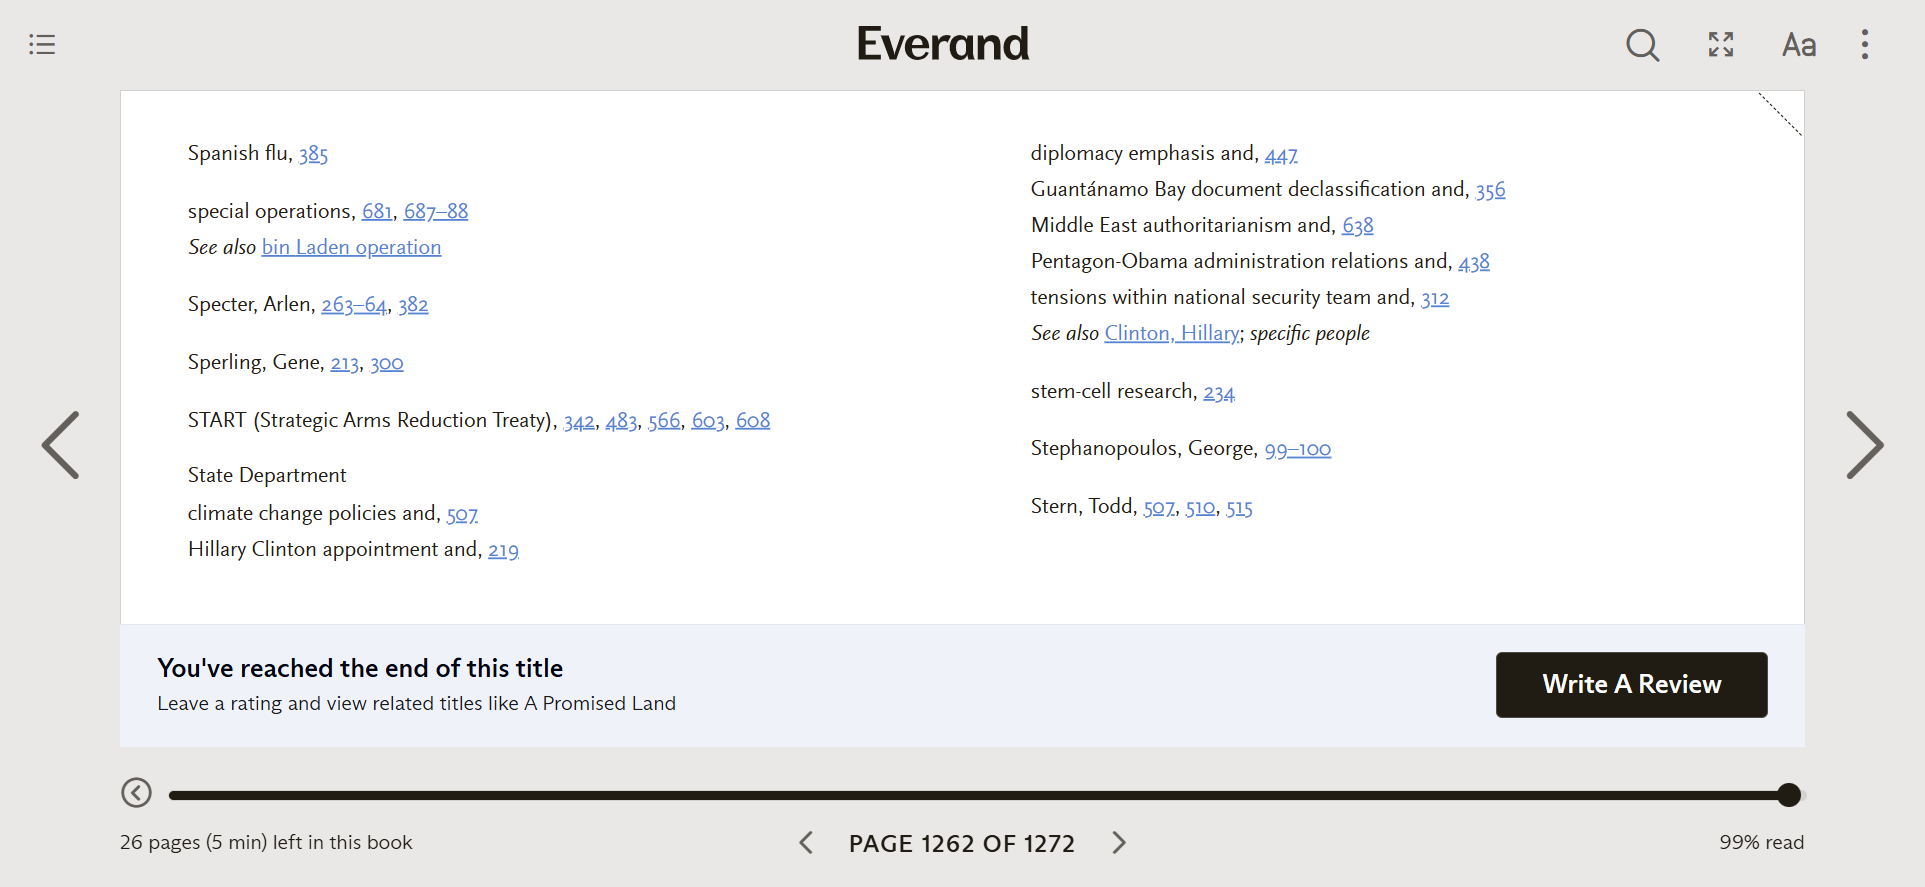 Everand
Aa
Spanish flu, 385
special operations, 681, 687–88
See also bin Laden operation
Specter, Arlen, 263–64, 382
Sperling, Gene, 213, 300
START (Strategic Arms Reduction Treaty), 342, 483, 566, 603, 608
State Department
climate change policies and, 507
Hillary Clinton appointment and, 219
diplomacy emphasis and, 447
Guantánamo Bay document declassification and, 356
Middle East authoritarianism and, 638
Pentagon-Obama administration relations and, 438
tensions within national security team and, 312
See also Clinton, Hillary; specific people
stem-cell research, 234
Stephanopoulos, George, 99–100
Stern, Todd, 507, 510, 515
You've reached the end of this title
Leave a rating and view related titles like A Promised Land
Write A Review
26 pages (5 min) left in this book
PAGE 1262 OF 1272
99% read